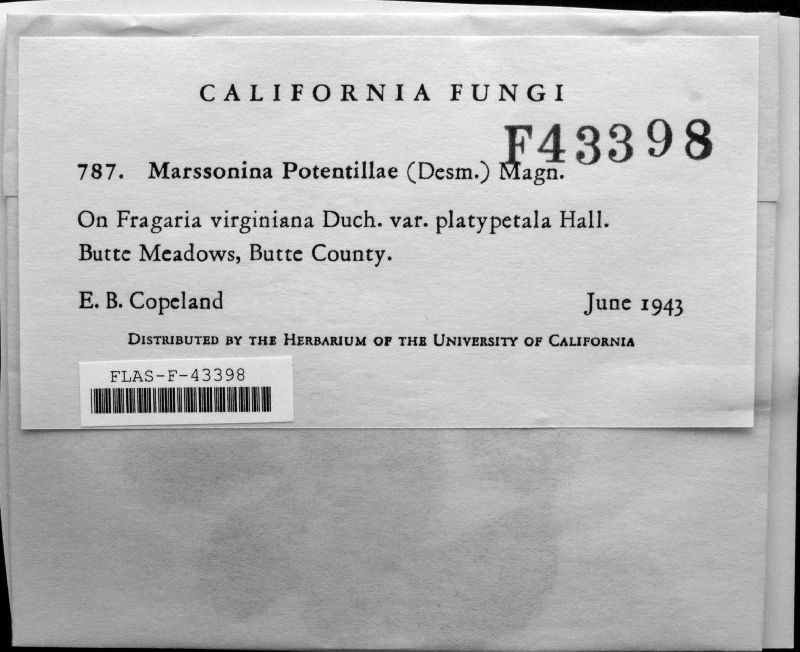 CALIFORNIA FUNGI
F43398
787. Marssonina Potentillae (Desm.) Magn.
On Fragaria virginiana Duch. var. platypetala Hall.
Butte Meadows, Butte County.
E. B. Copeland June 1943
Distributed by the Herbarium of the University of California
FLAS-F-43398